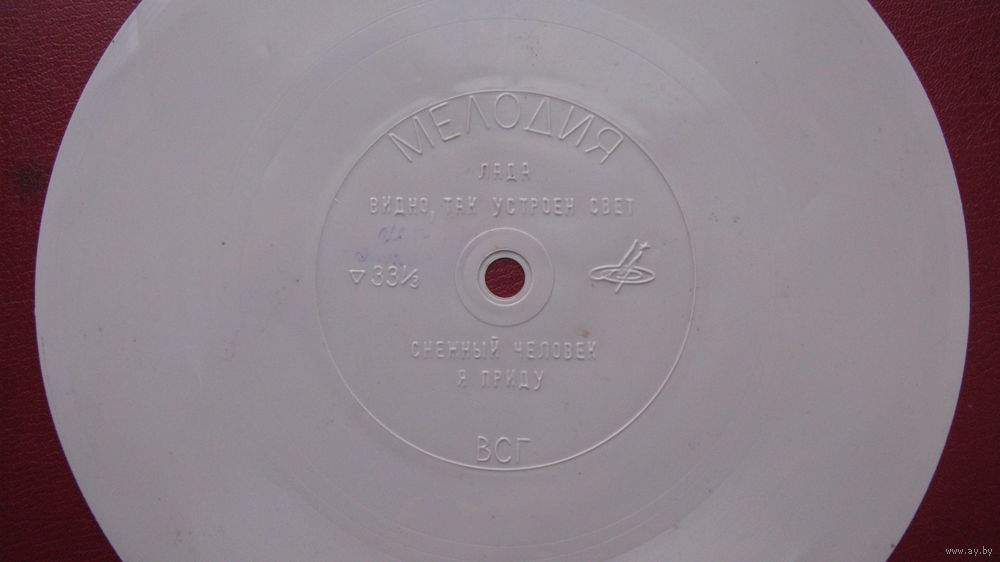 МЕЛОДИЯ
ЛАДА
ВИДНО, ТАК УСТРОЕН СВЕТ
▽ 33⅓
СНЕЖНЫЙ ЧЕЛОВЕК
Я ПРИДУ
ВСГ
www.ay.by